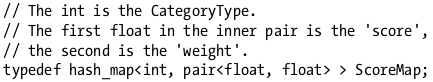 // The int is the CategoryType.
// The first float in the inner pair is the 'score',
// the second is the 'weight'.
typedef hash_map<int, pair<float, float> > ScoreMap;